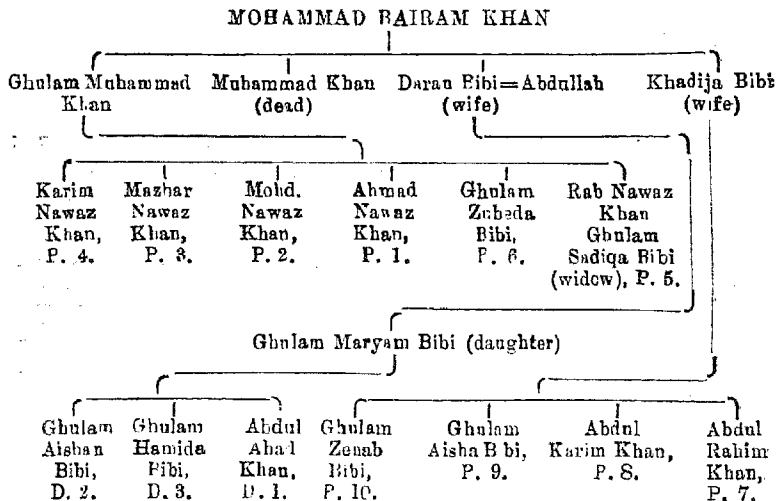 MOHAMMAD BAIRAM KHAN
Ghulam Muhammad Khan
Muhammad Khan (dead)
Daran Bibi=Abdullah (wife)
Khadija Bibi (wife)
Karim Nawaz Khan, P. 4.
Mazhar Nawaz Khan, P. 3.
Mohd. Nawaz Khan, P. 2.
Ahmad Nawaz Khan, P. 1.
Ghulam Zubeda Bibi, P. 6.
Rab Nawaz Khan Ghulam Sadiqa Bibi (widow), P. 5.
Ghulam Maryam Bibi (daughter)
Ghulam Aishan Bibi, D. 2.
Ghulam Hamida Bibi, D. 3.
Abdul Ahad Khan, D. 1.
Ghulam Zenab Bibi, P. 10.
Ghulam Aisha Bibi, P. 9.
Abdul Karim Khan, P. 8.
Abdul Rahim Khan, P. 7.